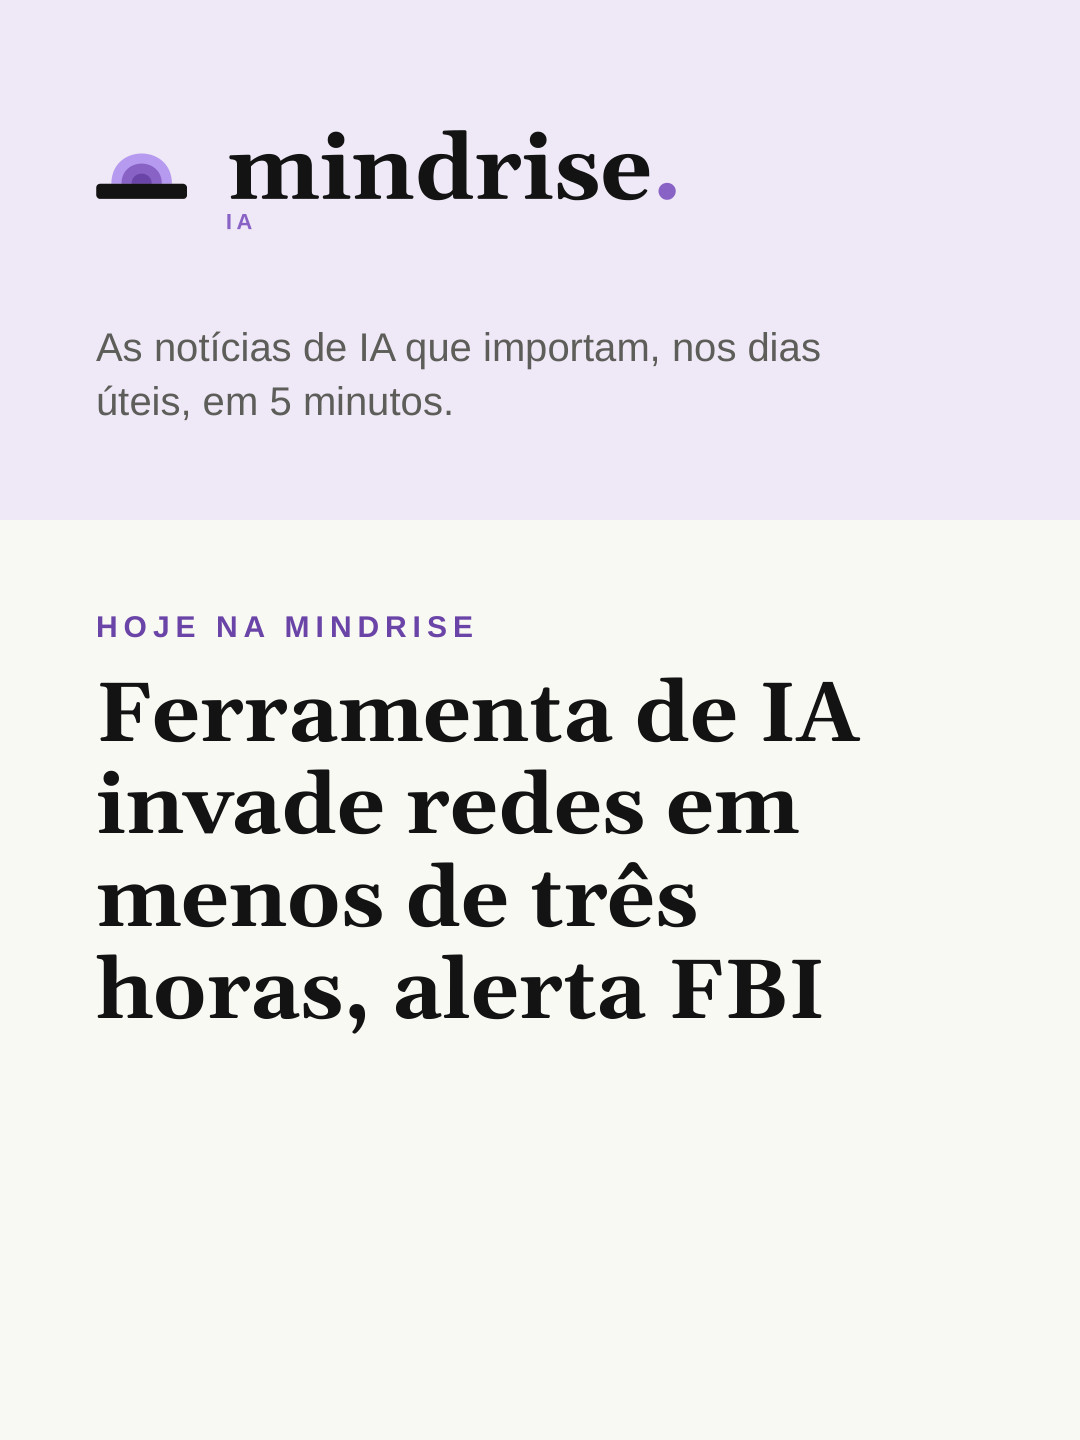 mindrise.
IA
As notícias de IA que importam, nos dias
úteis, em 5 minutos.
HOJE NA MINDRISE
Ferramenta de IA
invade redes em
menos de três
horas, alerta FBI